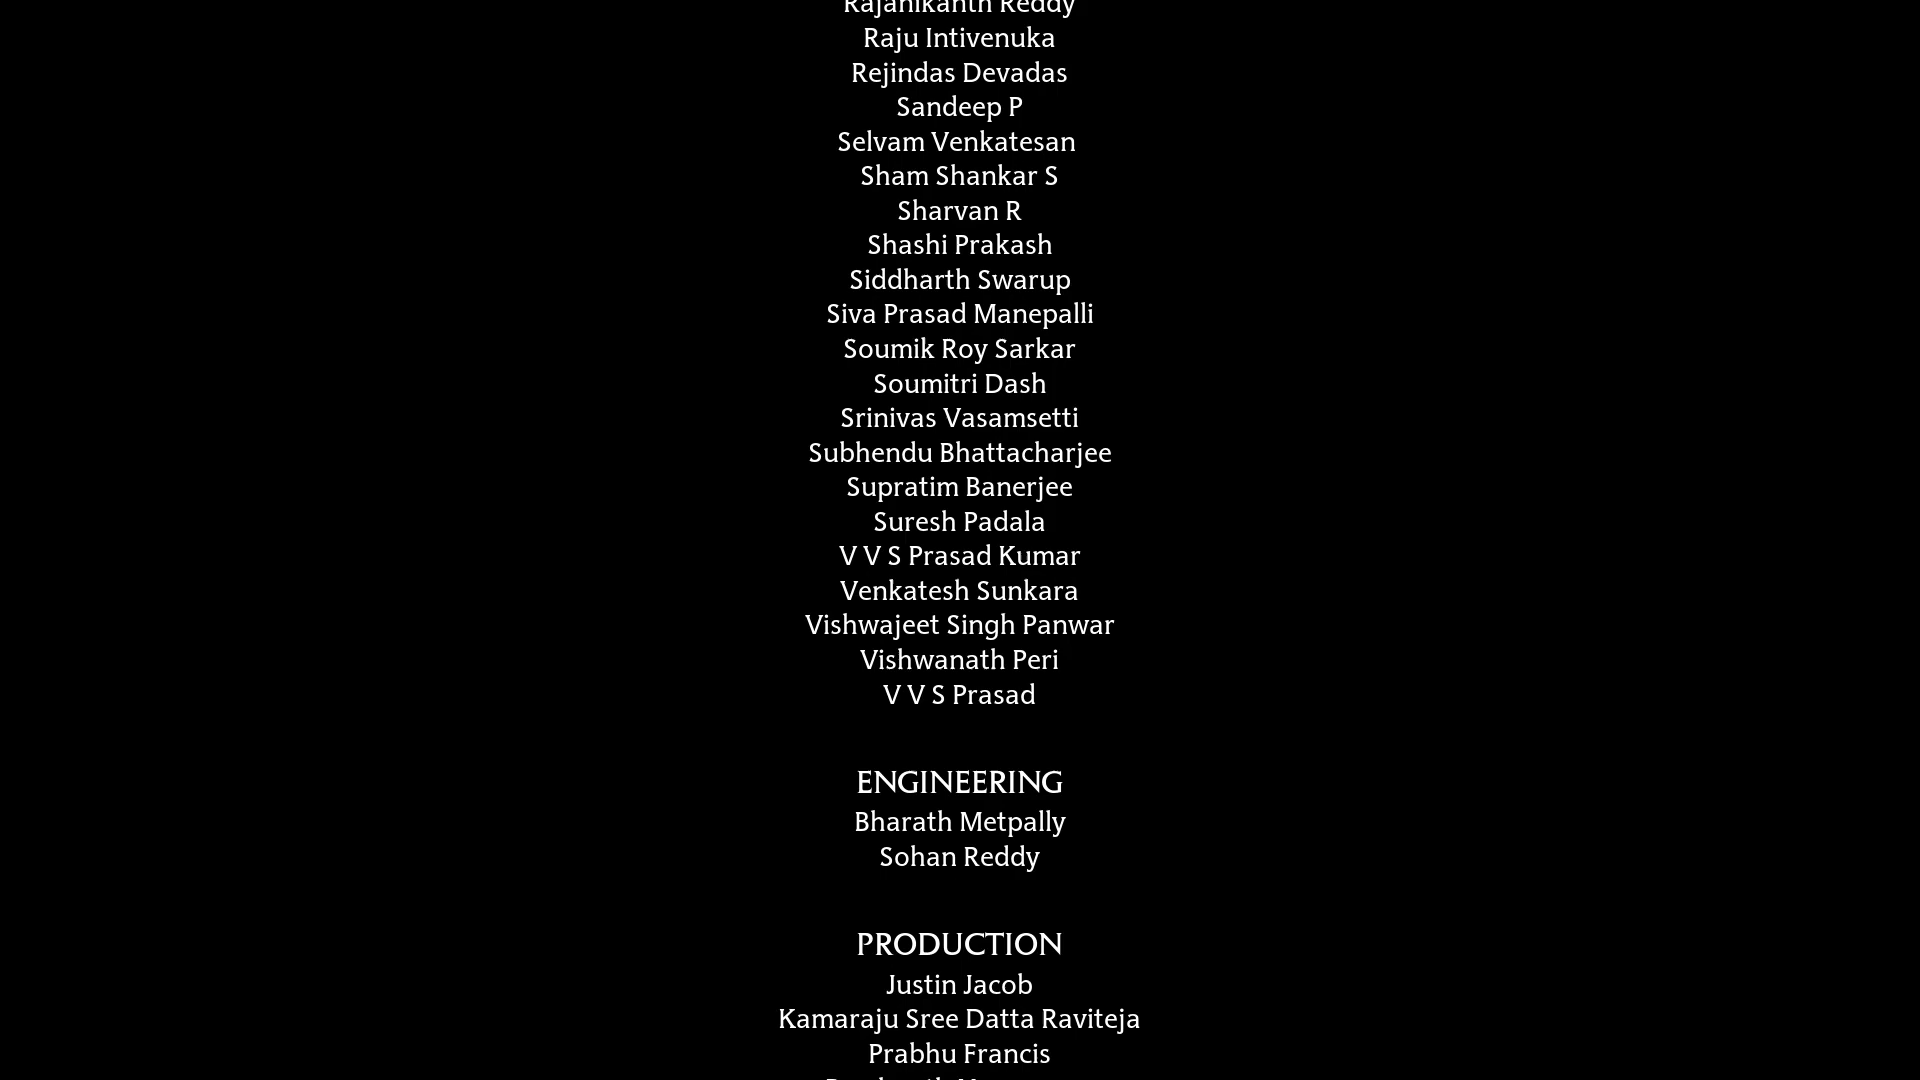 Rajanikanth Reddy
Raju Intivenuka
Rejindas Devadas
Sandeep P
Selvam Venkatesan
Sham Shankar S
Sharvan R
Shashi Prakash
Siddharth Swarup
Siva Prasad Manepalli
Soumik Roy Sarkar
Soumitri Dash
Srinivas Vasamsetti
Subhendu Bhattacharjee
Supratim Banerjee
Suresh Padala
V V S Prasad Kumar
Venkatesh Sunkara
Vishwajeet Singh Panwar
Vishwanath Peri
V V S Prasad
ENGINEERING
Bharath Metpally
Sohan Reddy
PRODUCTION
Justin Jacob
Kamaraju Sree Datta Raviteja
Prabhu Francis